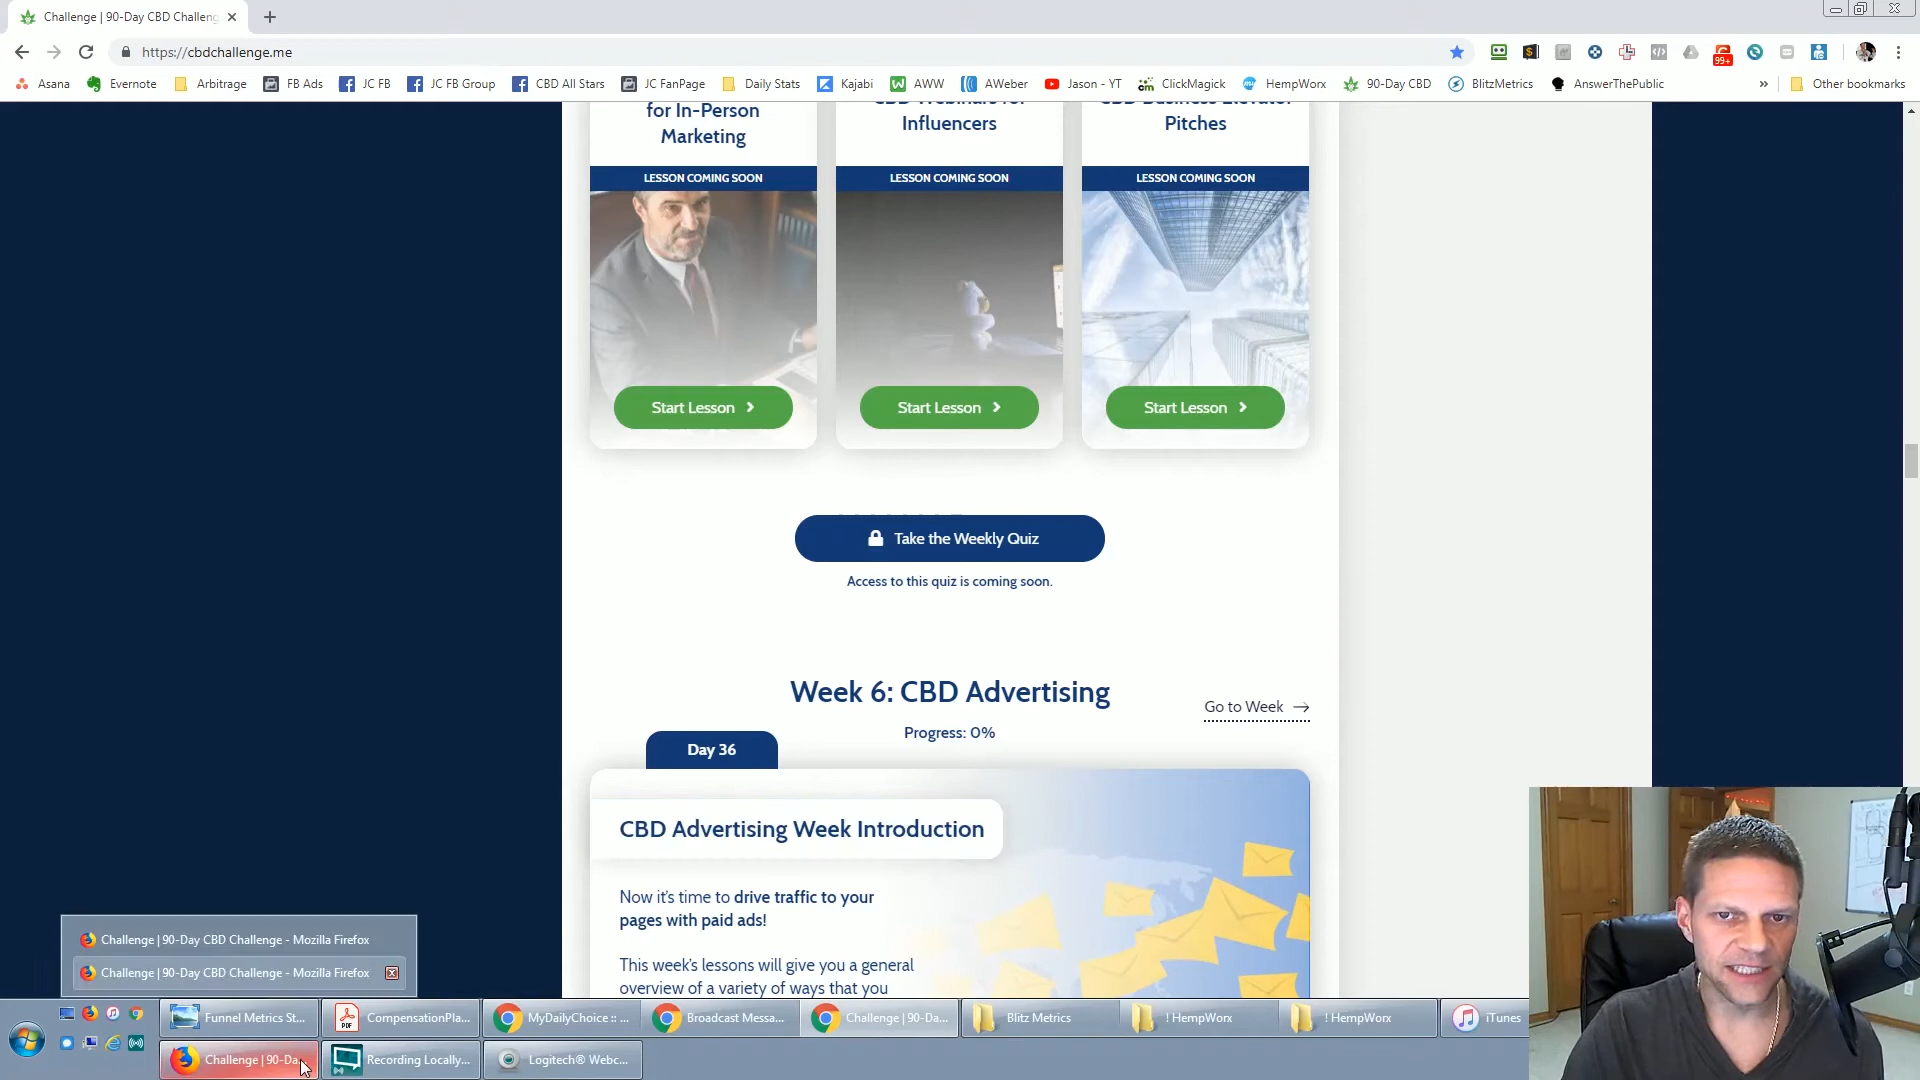 Challenge | 90-Day CBD Challeng
https://cbdchallenge.me
99+
Asana Evernote Arbitrage FB Ads JC FB JC FB Group CBD All Stars JC FanPage Daily Stats Kajabi AWW AWeber Jason - YT ClickMagick HempWorx 90-Day CBD BlitzMetrics AnswerThePublic » Other bookmarks
for In-Person
Marketing
LESSON COMING SOON
Start Lesson
CBD Webinars for
Influencers
LESSON COMING SOON
Start Lesson
CBD Business Elevator
Pitches
LESSON COMING SOON
Start Lesson
Take the Weekly Quiz
Access to this quiz is coming soon.
Week 6: CBD Advertising
Go to Week
Progress: 0%
Day 36
CBD Advertising Week Introduction
Now it's time to drive traffic to your
pages with paid ads!
This week's lessons will give you a general
overview of a variety of ways that you
Challenge | 90-Day CBD Challenge - Mozilla Firefox
Challenge | 90-Day CBD Challenge - Mozilla Firefox
Funnel Metrics St... CompensationPla... MyDailyChoice :: ... Broadcast Messa... Challenge | 90-Da... Blitz Metrics ! HempWorx ! HempWorx iTunes
Challenge | 90-Da... Recording Locally... Logitech® Webc...